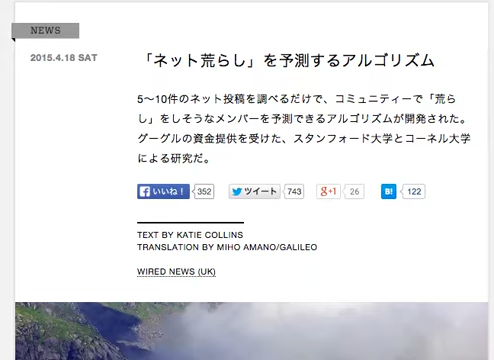 NEWS
2015.4.18 SAT
「ネット荒らし」を予測するアルゴリズム
5〜10件のネット投稿を調べるだけで、コミュニティーで「荒ら
し」をしそうなメンバーを予測できるアルゴリズムが開発された。
グーグルの資金提供を受けた、スタンフォード大学とコーネル大学
による研究だ。
いいね! 352 ツイート 743 g+1 26 B! 122
TEXT BY KATIE COLLINS
TRANSLATION BY MIHO AMANO/GALILEO
WIRED NEWS (UK)